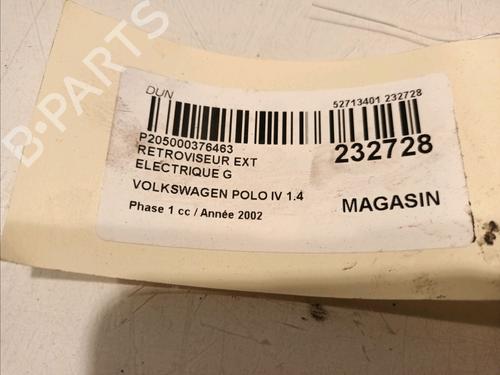 DUN
52713401 232728
P205000376463
RETROVISEUR EXT
ELECTRIQUE G
232728
VOLKSWAGEN POLO IV 1.4
MAGASIN
Phase 1 cc / Année 2002
B-PARTS